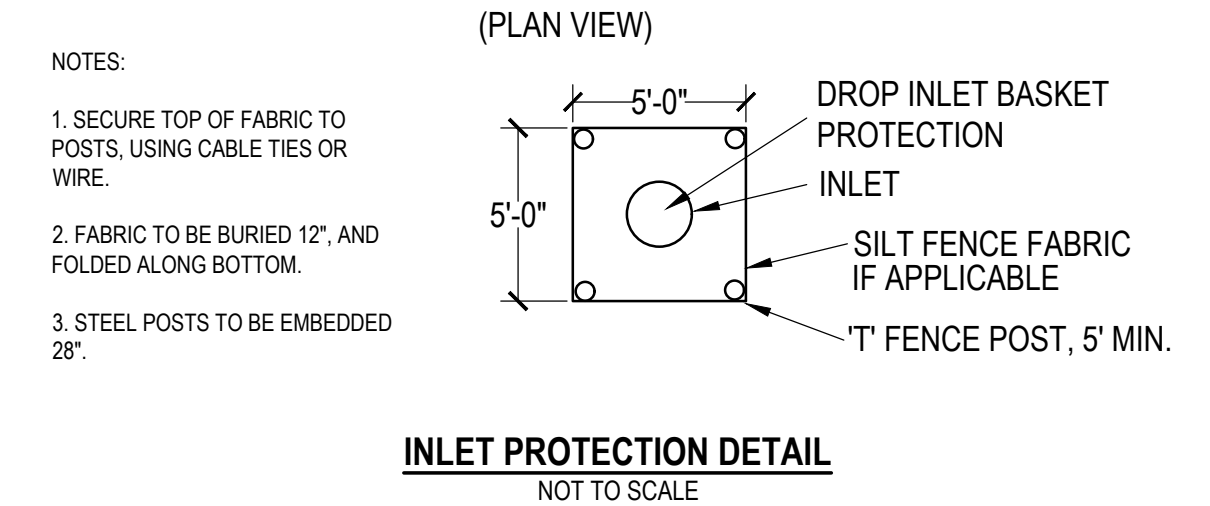 (PLAN VIEW)
NOTES:
1. SECURE TOP OF FABRIC TO
POSTS, USING CABLE TIES OR
WIRE.
2. FABRIC TO BE BURIED 12", AND
FOLDED ALONG BOTTOM.
3. STEEL POSTS TO BE EMBEDDED
28".
5'-0"
5'-0"
DROP INLET BASKET
PROTECTION
INLET
SILT FENCE FABRIC
IF APPLICABLE
'T' FENCE POST, 5' MIN.
INLET PROTECTION DETAIL
NOT TO SCALE